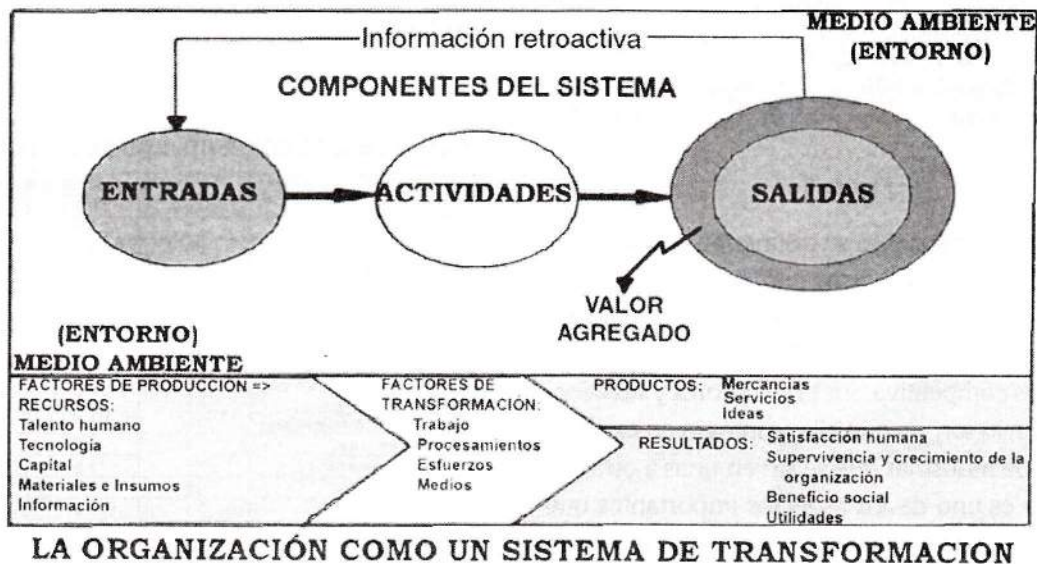 MEDIO AMBIENTE
(ENTORNO)
Información retroactiva
COMPONENTES DEL SISTEMA
ENTRADAS
ACTIVIDADES
SALIDAS
VALOR
AGREGADO
(ENTORNO)
MEDIO AMBIENTE
FACTORES DE PRODUCCION =>
RECURSOS:
Talento humano
Tecnología
Capital
Materiales e Insumos
Información
FACTORES DE
TRANSFORMACIÓN:
Trabajo
Procesamientos
Esfuerzos
Medios
PRODUCTOS: Mercancias
Servicios
Ideas
RESULTADOS: Satisfacción humana
Supervivencia y crecimiento de la
organización
Beneficio social
Utilidades
LA ORGANIZACIÓN COMO UN SISTEMA DE TRANSFORMACION